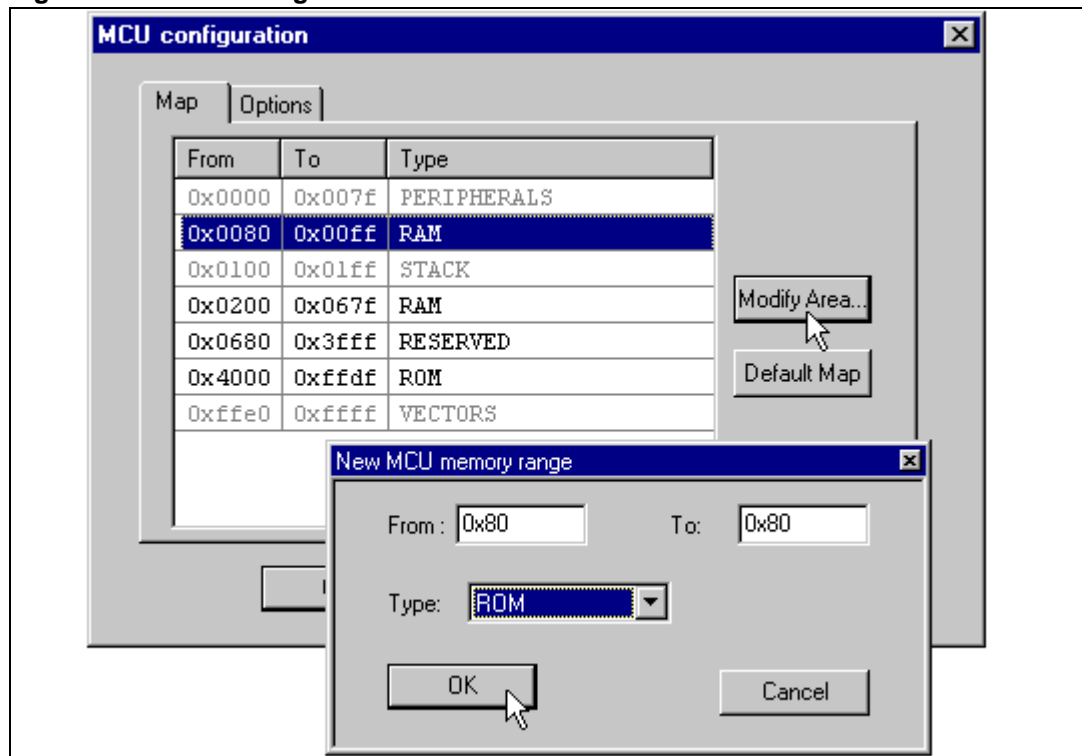 MCU configuration
Map Options
From To Type
0x0000 0x007f PERIPHERALS
0x0080 0x00ff RAM
0x0100 0x01ff STACK
0x0200 0x067f RAM
0x0680 0x3fff RESERVED
0x4000 0xffdf ROM
0xffe0 0xffff VECTORS
Modify Area...
Default Map
New MCU memory range
From : 0x80 To: 0x80
Type: ROM
OK Cancel